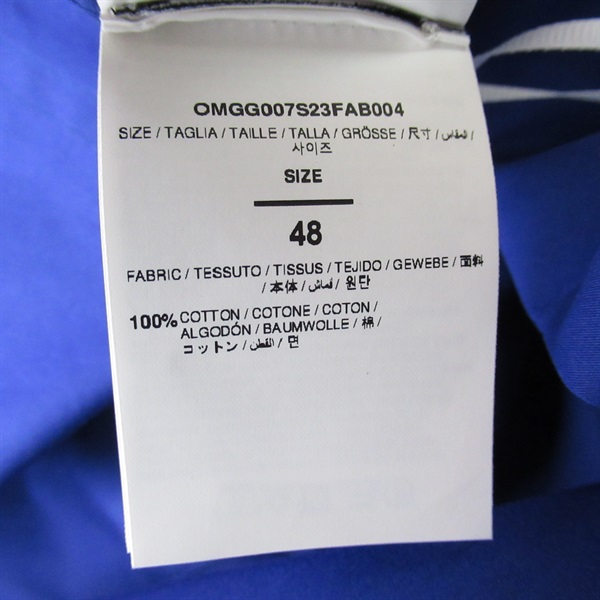 OMGG007S23FAB004
SIZE / TAGLIA / TAILLE / TALLA / GRÖSSE / 尺寸 / المقاس /
사이즈
SIZE
48
FABRIC / TESSUTO / TISSUS / TEJIDO / GEWEBE / 面料
/ 本体 / قماش / 원단
100% COTTON / COTONE / COTON /
ALGODÓN / BAUMWOLLE / 棉 /
コットン / القطن / 면